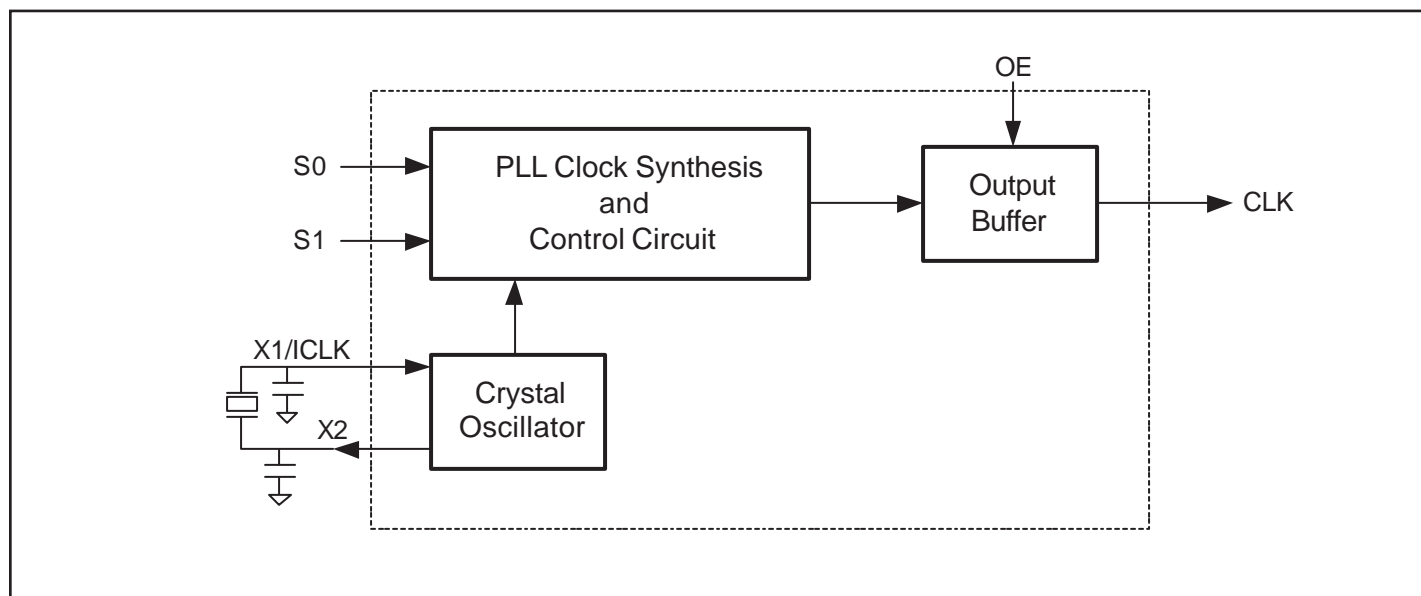 OE
S0
PLL Clock Synthesis
and
Control Circuit
S1
Output
Buffer
CLK
X1/ICLK
Crystal
Oscillator
X2